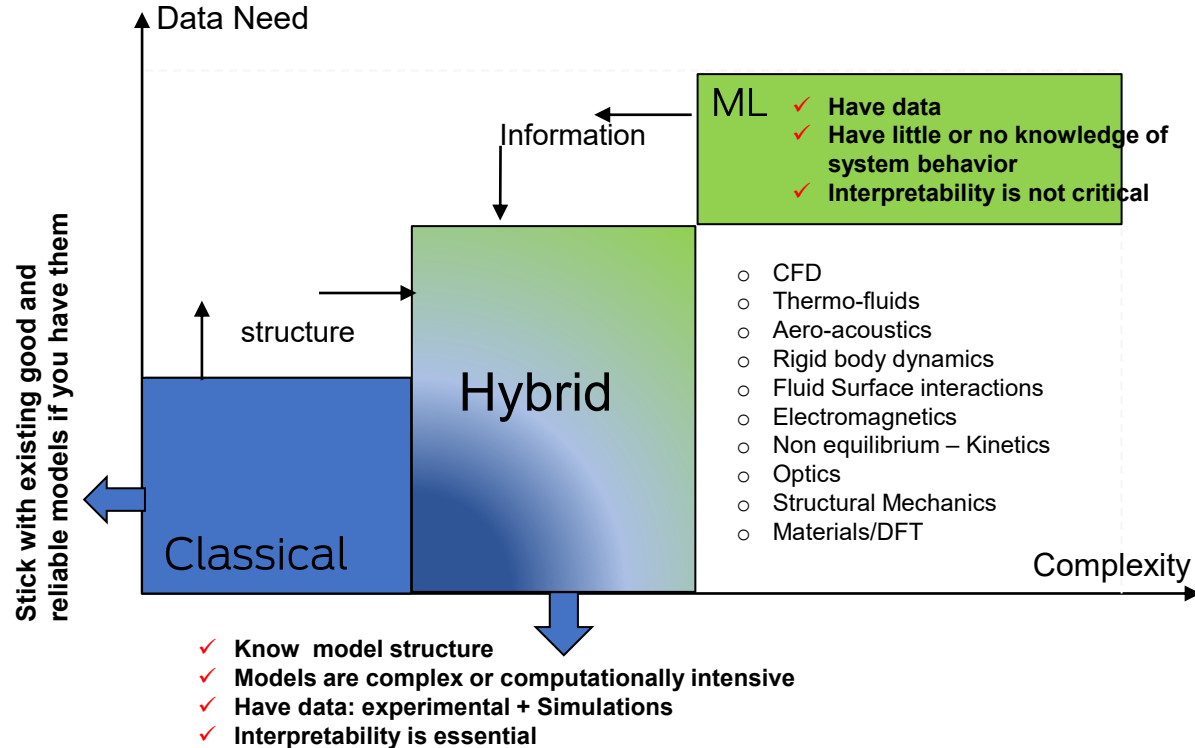 Data Need
ML
✓ Have data
✓ Have little or no knowledge of
system behavior
✓ Interpretability is not critical
Information
structure
Hybrid
Classical
Stick with existing good and
reliable models if you have them
○ CFD
○ Thermo-fluids
○ Aero-acoustics
○ Rigid body dynamics
○ Fluid Surface interactions
○ Electromagnetics
○ Non equilibrium – Kinetics
○ Optics
○ Structural Mechanics
○ Materials/DFT
Complexity
✓ Know model structure
✓ Models are complex or computationally intensive
✓ Have data: experimental + Simulations
✓ Interpretability is essential